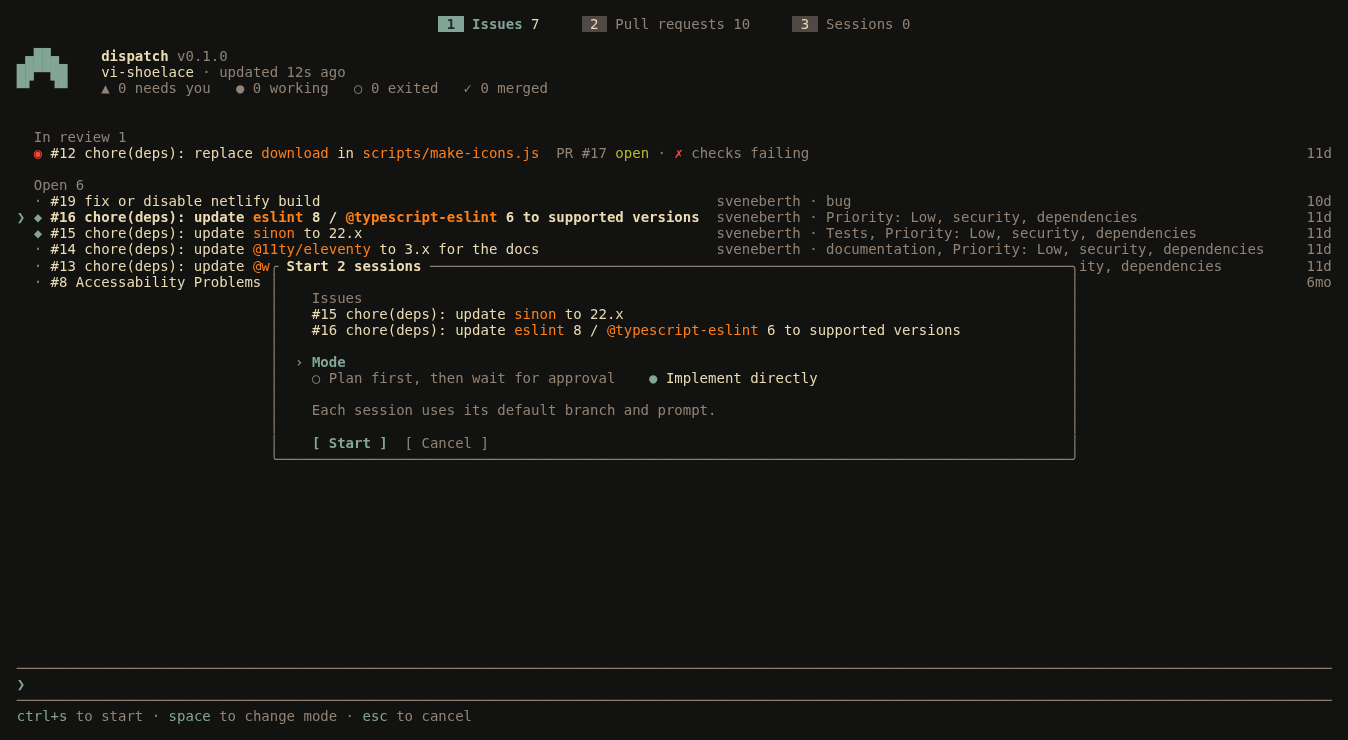 1 Issues 7 2 Pull requests 10 3 Sessions 0
dispatch v0.1.0
vi-shoelace · updated 12s ago
▲ 0 needs you ● 0 working ○ 0 exited ✓ 0 merged
In review 1
◉ #12 chore(deps): replace download in scripts/make-icons.js PR #17 open · ✗ checks failing 11d
Open 6
· #19 fix or disable netlify build sveneberth · bug 10d
❯ ◆ #16 chore(deps): update eslint 8 / @typescript-eslint 6 to supported versions sveneberth · Priority: Low, security, dependencies 11d
◆ #15 chore(deps): update sinon to 22.x sveneberth · Tests, Priority: Low, security, dependencies 11d
· #14 chore(deps): update @11ty/eleventy to 3.x for the docs sveneberth · documentation, Priority: Low, security, dependencies 11d
· #13 chore(deps): update @w ity, dependencies 11d
· #8 Accessability Problems 6mo
Start 2 sessions
Issues
#15 chore(deps): update sinon to 22.x
#16 chore(deps): update eslint 8 / @typescript-eslint 6 to supported versions
› Mode
○ Plan first, then wait for approval ● Implement directly
Each session uses its default branch and prompt.
[ Start ] [ Cancel ]
❯
ctrl+s to start · space to change mode · esc to cancel